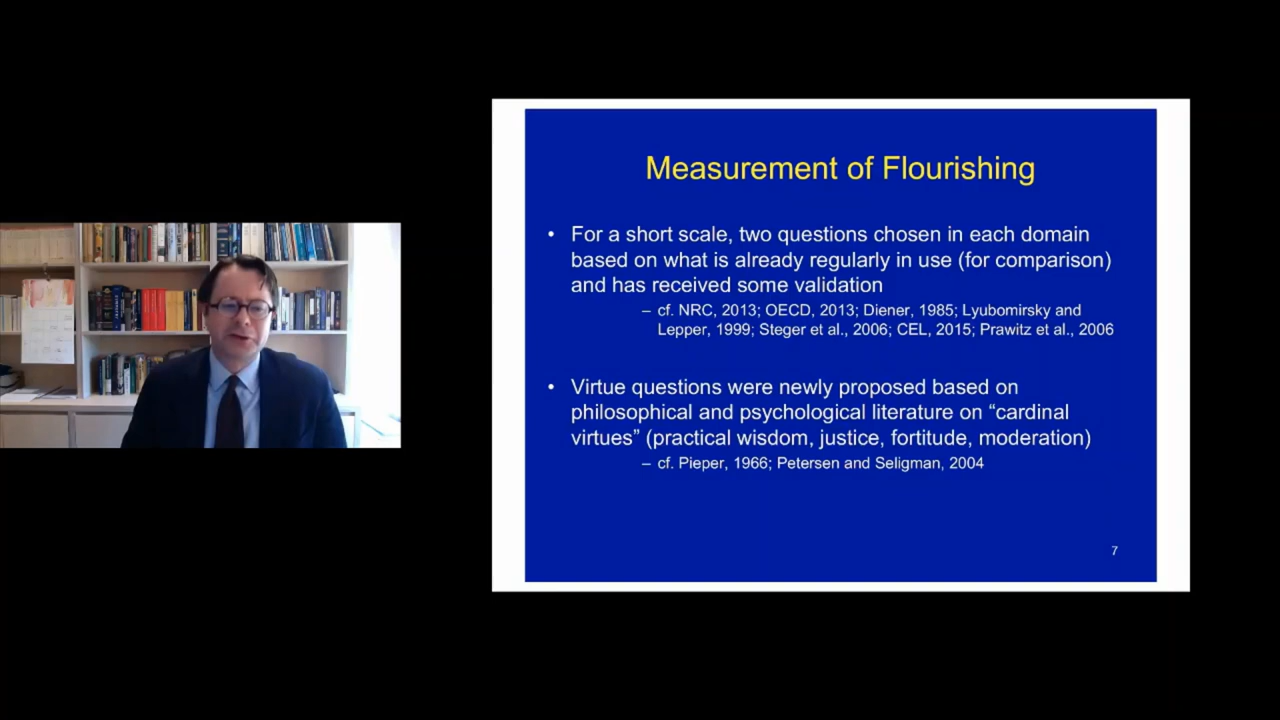 Measurement of Flourishing
• For a short scale, two questions chosen in each domain
based on what is already regularly in use (for comparison)
and has received some validation
– cf. NRC, 2013; OECD, 2013; Diener, 1985; Lyubomirsky and
Lepper, 1999; Steger et al., 2006; CEL, 2015; Prawitz et al., 2006
• Virtue questions were newly proposed based on
philosophical and psychological literature on “cardinal
virtues” (practical wisdom, justice, fortitude, moderation)
– cf. Pieper, 1966; Petersen and Seligman, 2004
7